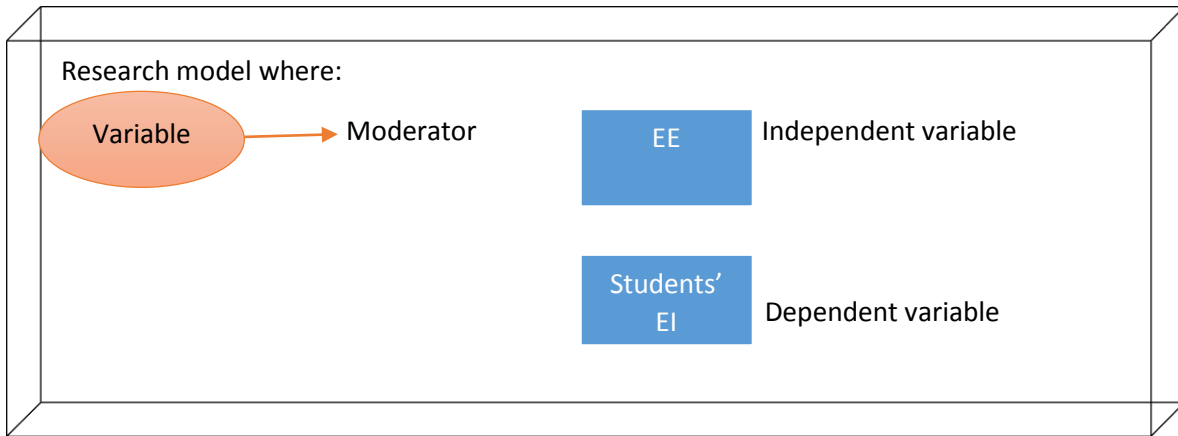 Research model where:
Variable
Moderator
EE
Independent variable
Students’
EI
Dependent variable